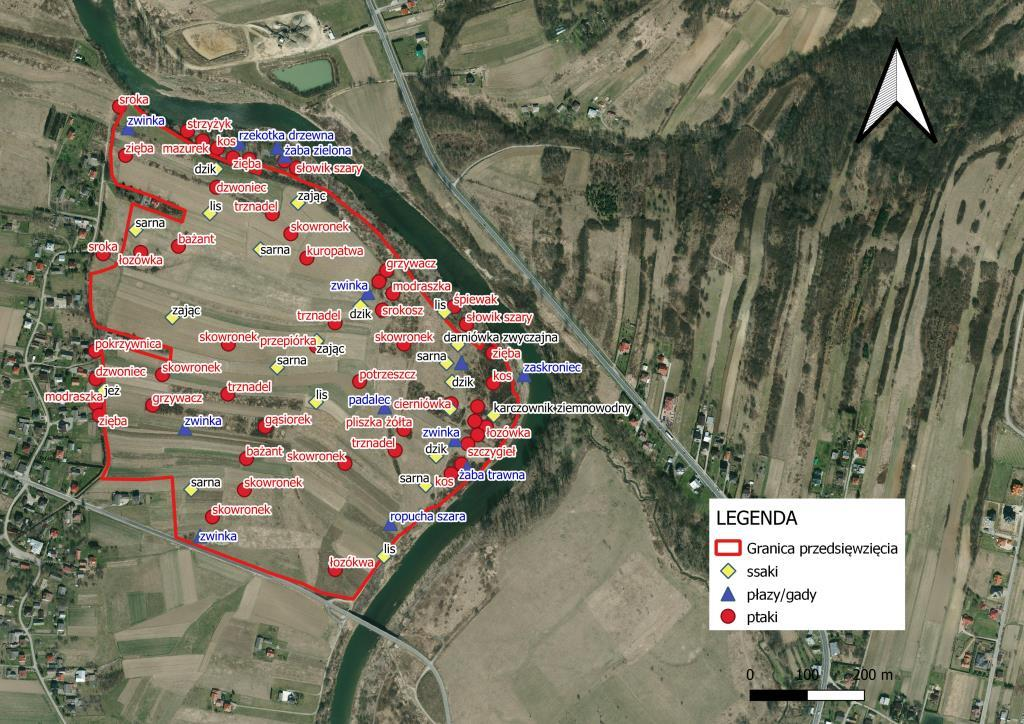 sroka
zwinka
strzyżyk
zięba
mazurek
kos
rzekotka drzewna
żaba zielona
dzik
zięba
słowik szary
dzwoniec
lis
trznadel
zając
sarna
skowronek
sroka
łozówka
bażant
sarna
kuropatwa
grzywacz
zwinka
modraszka
zając
dzik
srokosz
lis
śpiewak
trznadel
słowik szary
pokrzywnica
skowronek
przepiórka
zając
skowronek
darniówka zwyczajna
zięba
dzwoniec
skowronek
sarna
sarna
zaskroniec
jeż
modraszka
potrzeszcz
dzik
kos
trznadel
grzywacz
lis
padalec
cierniówka
karczownik ziemnowodny
zięba
zwinka
gąsiorek
pliszka żółta
zwinka
łozówka
trznadel
dzik
szczygieł
bażant
skowronek
sarna
kos
żaba trawna
sarna
skowronek
skowronek
ropucha szara
zwinka
lis
łozókwa
LEGENDA
Granica przedsięwzięcia
ssaki
płazy/gady
ptaki
0 100 200 m